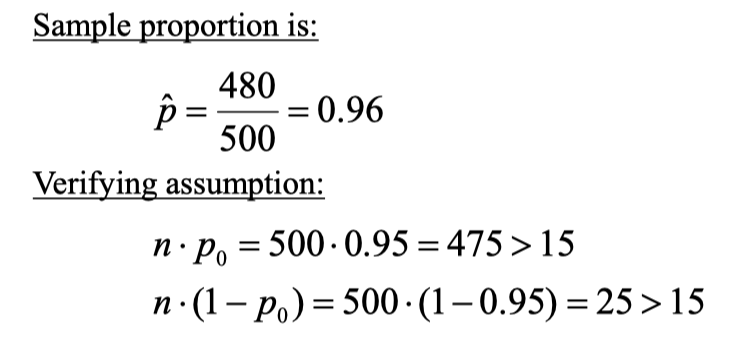 Sample proportion is:
p̂ = 480/500 = 0.96
Verifying assumption:
n · p₀ = 500 · 0.95 = 475 > 15
n · (1 − p₀) = 500 · (1 − 0.95) = 25 > 15